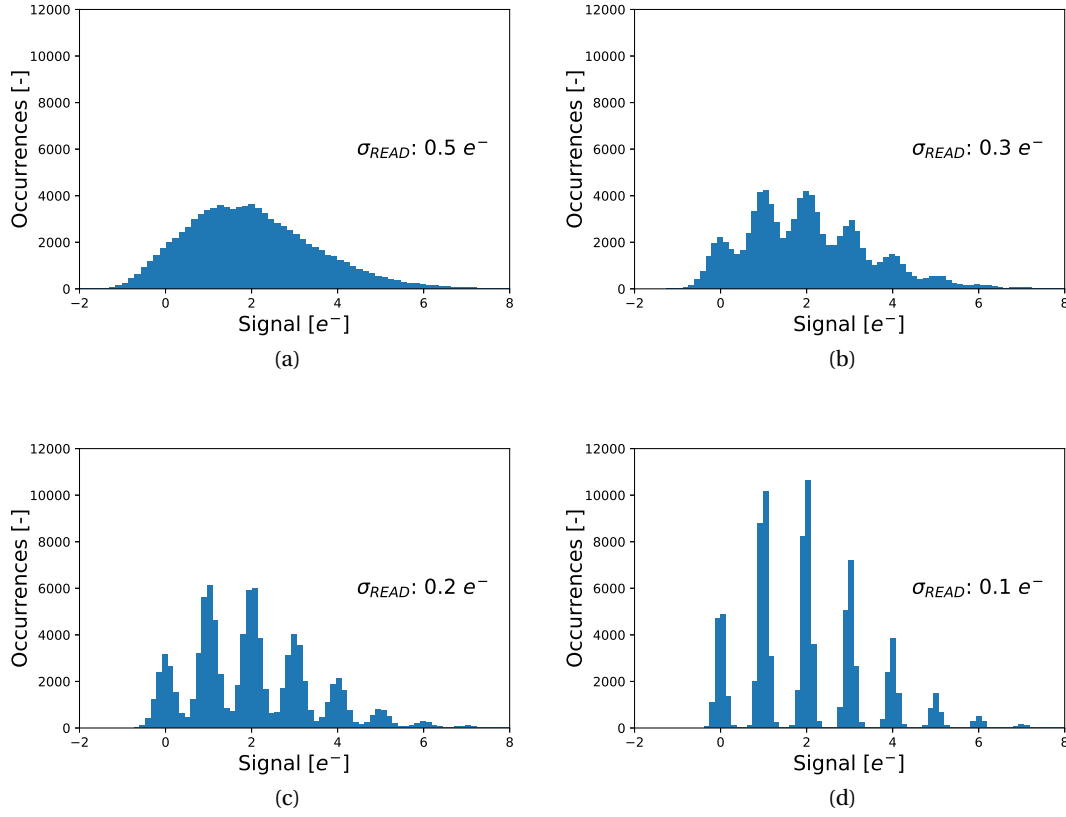 12000
10000
8000
6000
4000
2000
0
Occurrences [-]
σREAD: 0.5 e⁻
−2 0 2 4 6 8
Signal [e⁻]
(a)
12000
10000
8000
6000
4000
2000
0
Occurrences [-]
σREAD: 0.3 e⁻
−2 0 2 4 6 8
Signal [e⁻]
(b)
12000
10000
8000
6000
4000
2000
0
Occurrences [-]
σREAD: 0.2 e⁻
−2 0 2 4 6 8
Signal [e⁻]
(c)
12000
10000
8000
6000
4000
2000
0
Occurrences [-]
σREAD: 0.1 e⁻
−2 0 2 4 6 8
Signal [e⁻]
(d)